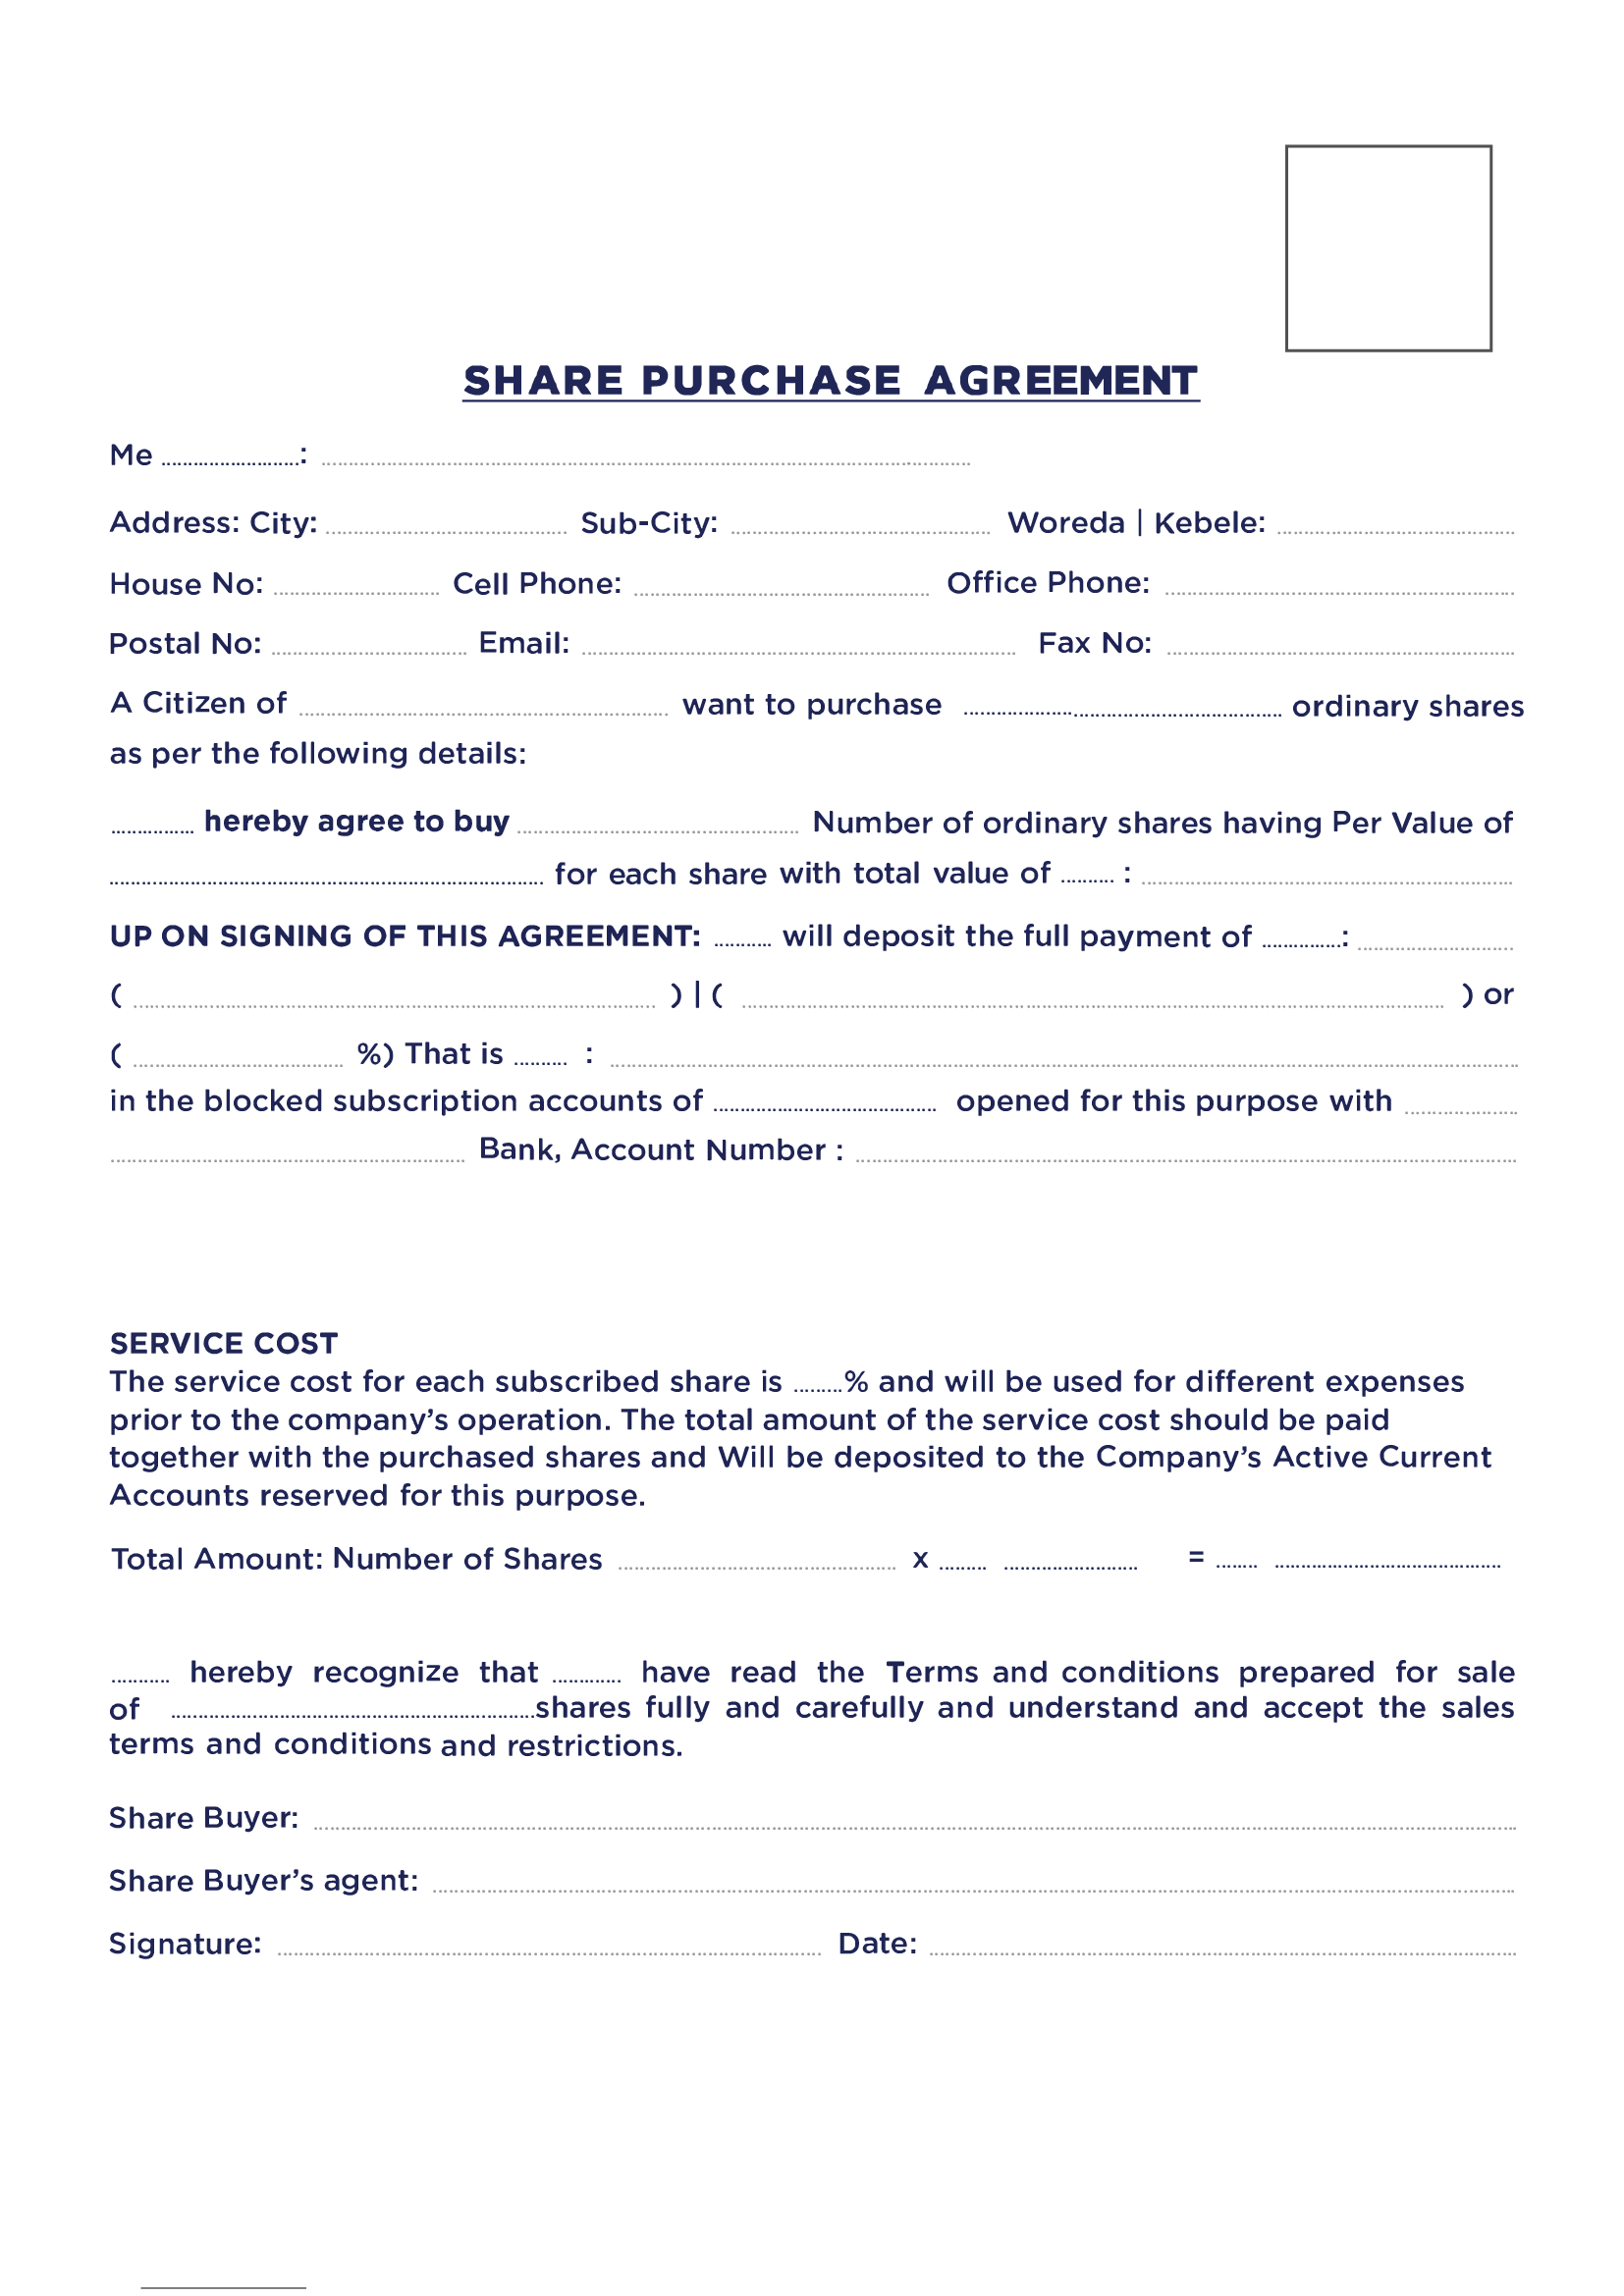 SHARE PURCHASE AGREEMENT
Me ..........................: ........................................................................................................................
Address: City: ............................................. Sub-City: ................................................ Woreda | Kebele: ............................................
House No: ............................... Cell Phone: ....................................................... Office Phone: .................................................................
Postal No: .................................... Email: ................................................................................. Fax No: .................................................................
A Citizen of ..................................................................... want to purchase ............................................................ ordinary shares
as per the following details:
............... hereby agree to buy .................................................... Number of ordinary shares having Per Value of
................................................................................. for each share with total value of .......... : .....................................................................
UP ON SIGNING OF THIS AGREEMENT: ........... will deposit the full payment of ...............: .............................
( ................................................................................................. ) | ( ................................................................................................................................... ) or
( ....................................... %) That is .......... : .........................................................................................................................................................................
in the blocked subscription accounts of .......................................... opened for this purpose with .....................
.................................................................. Bank, Account Number : ...........................................................................................................................
SERVICE COST
The service cost for each subscribed share is .........% and will be used for different expenses
prior to the company's operation. The total amount of the service cost should be paid
together with the purchased shares and Will be deposited to the Company's Active Current
Accounts reserved for this purpose.
Total Amount: Number of Shares .................................................... x ......... ......................... = ........ ...........................................
........... hereby recognize that ............. have read the Terms and conditions prepared for sale
of .....................................................................shares fully and carefully and understand and accept the sales
terms and conditions and restrictions.
Share Buyer: ................................................................................................................................................................................................................................
Share Buyer's agent: ..........................................................................................................................................................................................................
Signature: ..................................................................................................... Date: .............................................................................................................